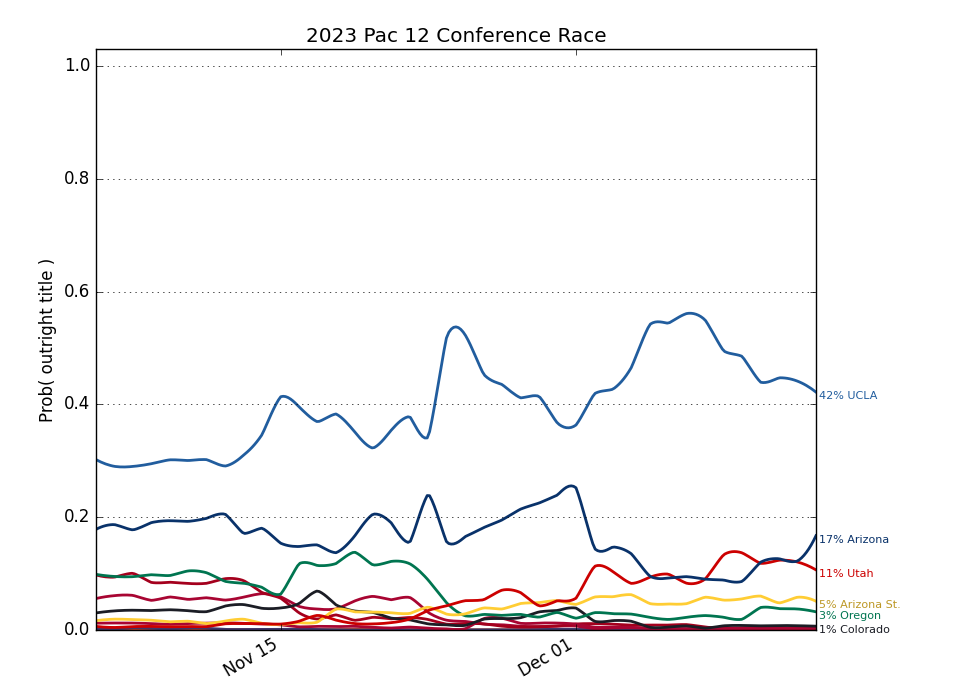 2023 Pac 12 Conference Race
Prob( outright title )
1.0
0.8
0.6
0.4
0.2
0.0
Nov 15
Dec 01
42% UCLA
17% Arizona
11% Utah
5% Arizona St.
3% Oregon
1% Colorado